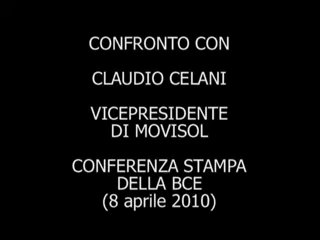 CONFRONTO CON
CLAUDIO CELANI
VICEPRESIDENTE
DI MOVISOL
CONFERENZA STAMPA
DELLA BCE
(8 aprile 2010)